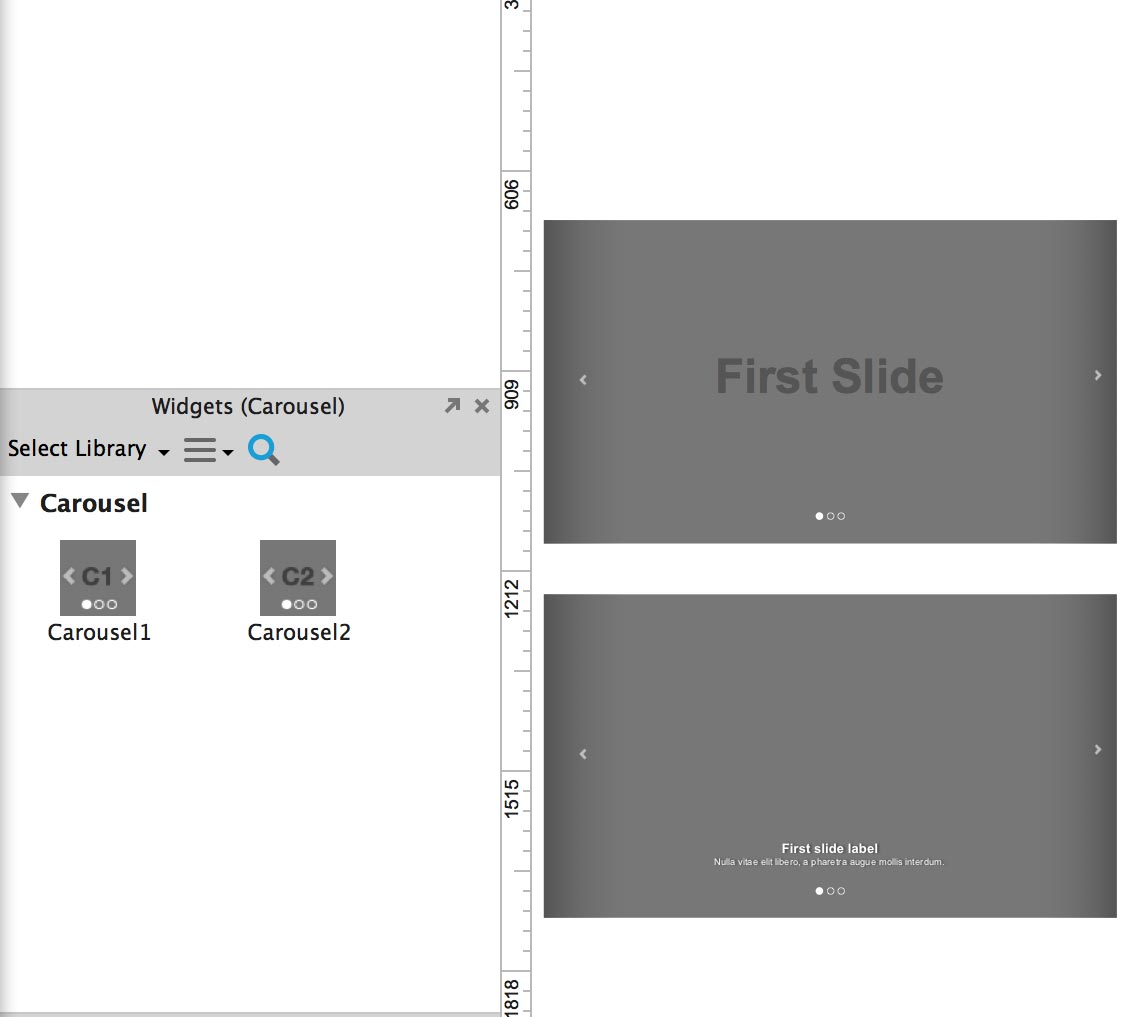 Widgets (Carousel)
Select Library
Carousel
C1
C2
Carousel1
Carousel2
606
909
1212
1515
1818
First Slide
First slide label
Nulla vitae elit libero, a pharetra augue mollis interdum.